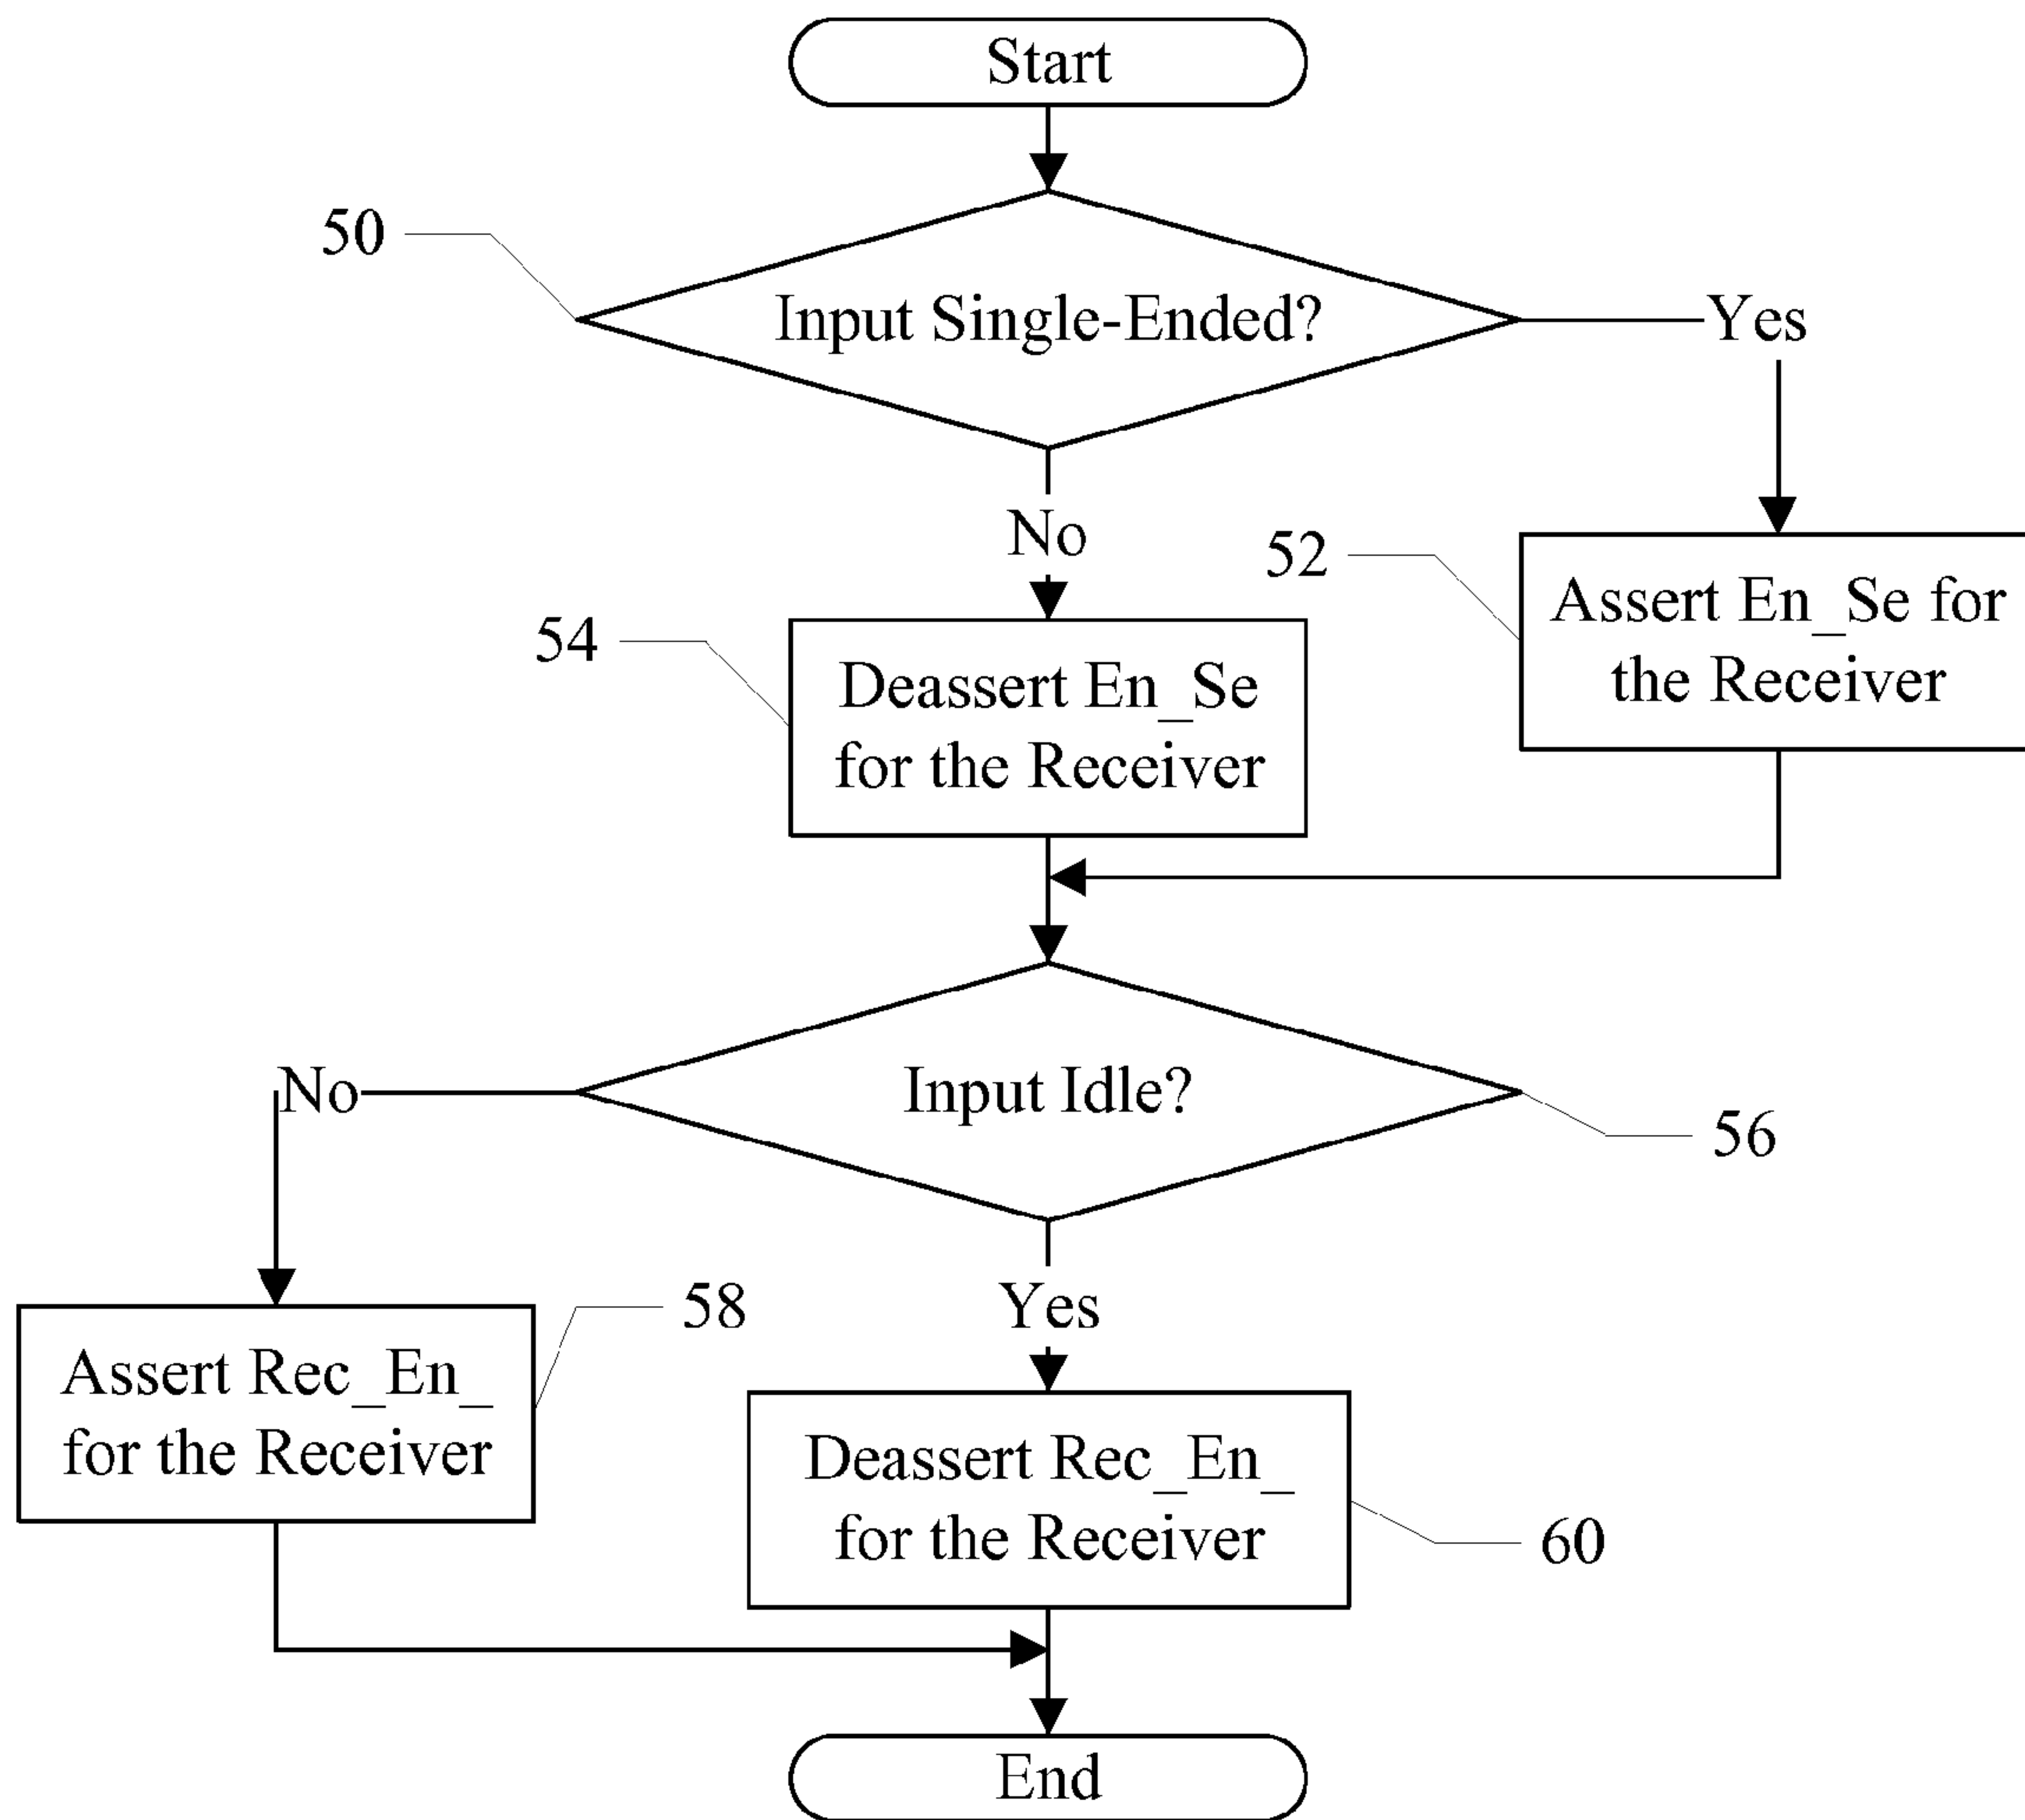 Start
50
Input Single-Ended?
Yes
No
52
Assert En_Se for
the Receiver
54
Deassert En_Se
for the Receiver
No
Input Idle?
56
58
Yes
Assert Rec_En_
for the Receiver
Deassert Rec_En_
for the Receiver
60
End